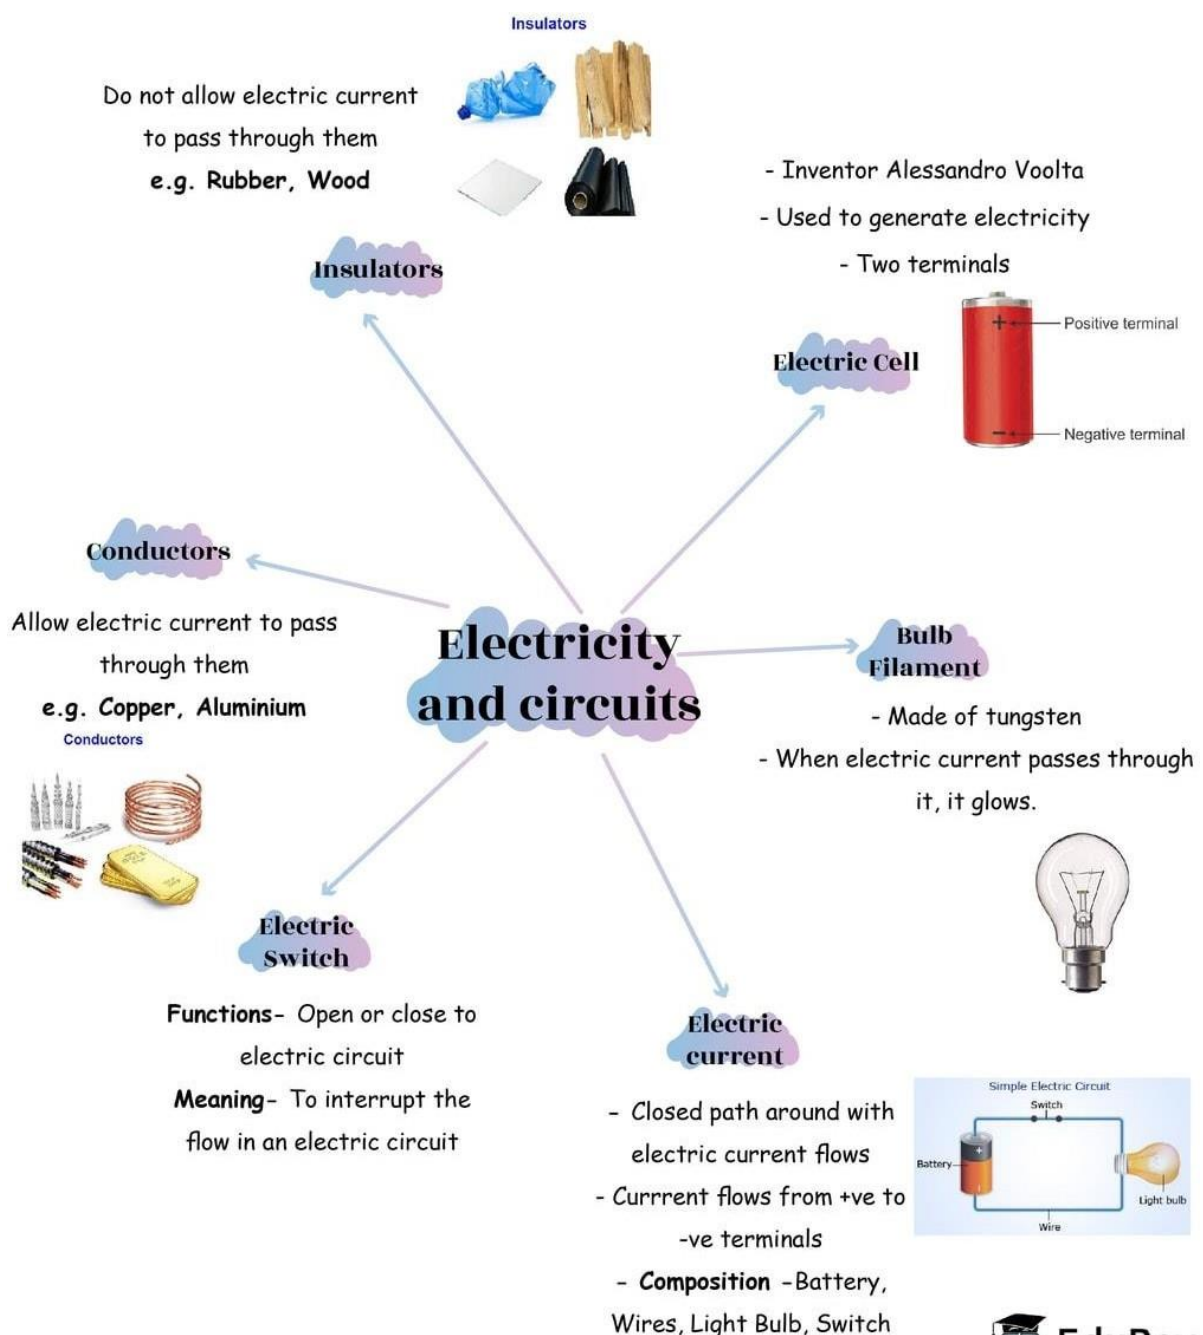 Insulators
Do not allow electric current
to pass through them
e.g. Rubber, Wood
Insulators
- Inventor Alessandro Voolta
- Used to generate electricity
- Two terminals
Electric Cell
+
Positive terminal
−
Negative terminal
Conductors
Allow electric current to pass
through them
e.g. Copper, Aluminium
Conductors
Electricity
and circuits
Bulb
Filament
- Made of tungsten
- When electric current passes through
it, it glows.
Electric
Switch
Functions- Open or close to
electric circuit
Meaning- To interrupt the
flow in an electric circuit
Electric
current
- Closed path around with
electric current flows
- Currrent flows from +ve to
-ve terminals
- Composition -Battery,
Wires, Light Bulb, Switch
Simple Electric Circuit
Switch
Battery
+
Light bulb
Wire